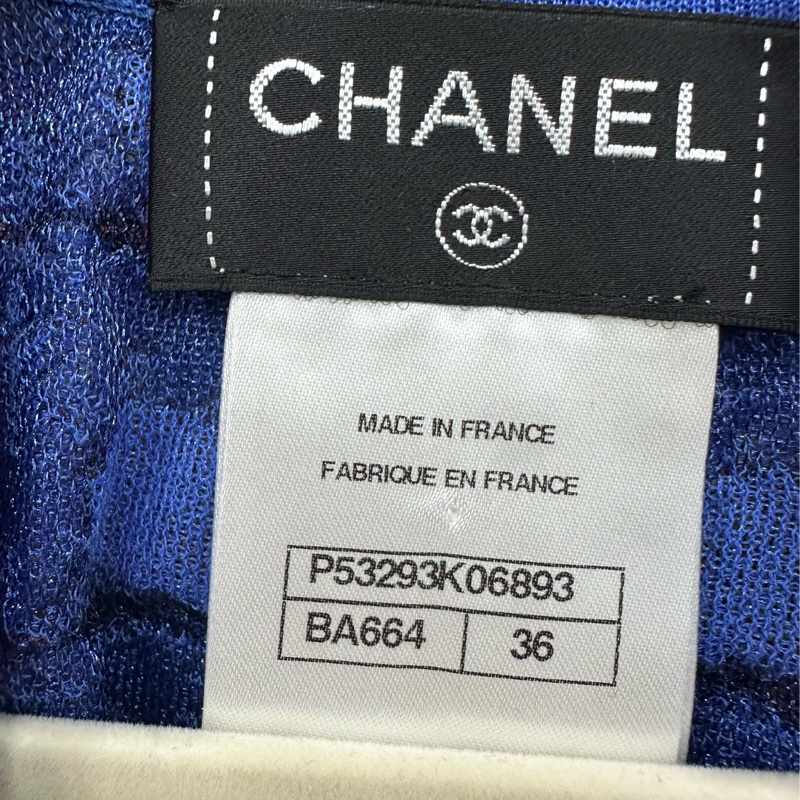 CHANEL
MADE IN FRANCE
FABRIQUE EN FRANCE
P53293K06893
BA664 36